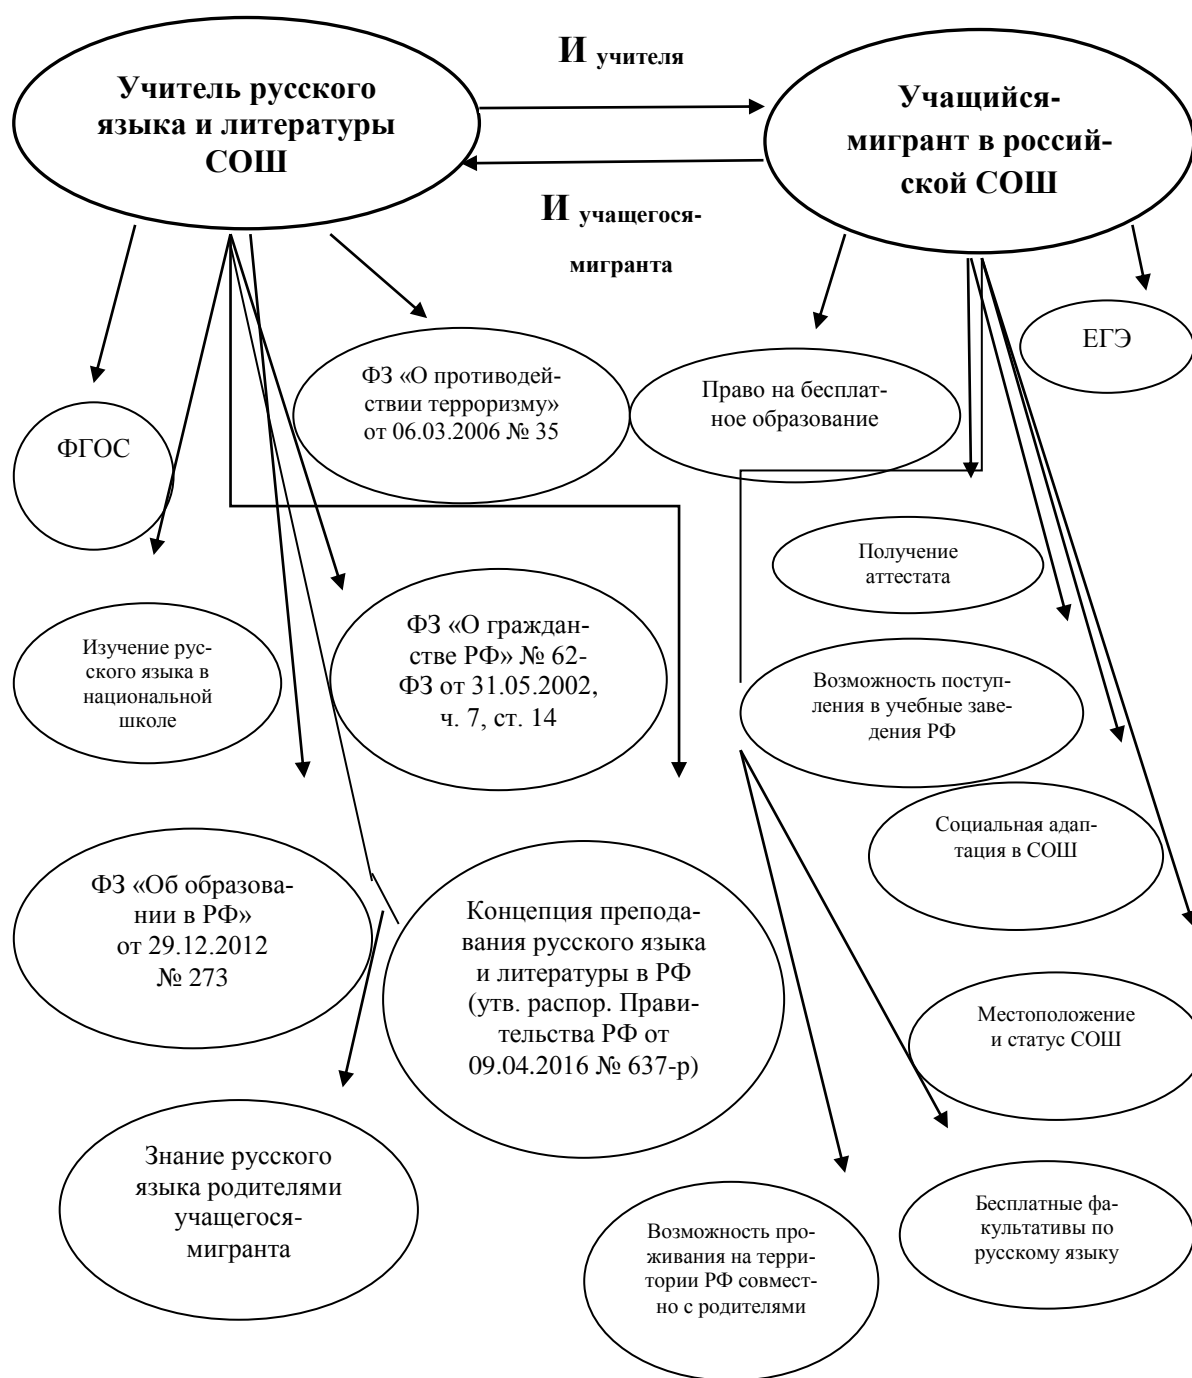 И учителя
Учитель русского
языка и литературы
СОШ
Учащийся-
мигрант в россий-
ской СОШ
И учащегося-
мигранта
ЕГЭ
ФЗ «О противодей-
ствии терроризму»
от 06.03.2006 № 35
Право на бесплат-
ное образование
ФГОС
Получение
аттестата
Изучение рус-
ского языка в
национальной
школе
ФЗ «О граждан-
стве РФ» № 62-
ФЗ от 31.05.2002,
ч. 7, ст. 14
Возможность поступ-
ления в учебные заве-
дения РФ
Социальная адап-
тация в СОШ
ФЗ «Об образова-
нии в РФ»
от 29.12.2012
№ 273
Концепция препода-
вания русского языка
и литературы в РФ
(утв. распор. Прави-
тельства РФ от
09.04.2016 № 637-р)
Местоположение
и статус СОШ
Знание русского
языка родителями
учащегося-
мигранта
Возможность про-
живания на терри-
тории РФ совмест-
но с родителями
Бесплатные фа-
культативы по
русскому языку